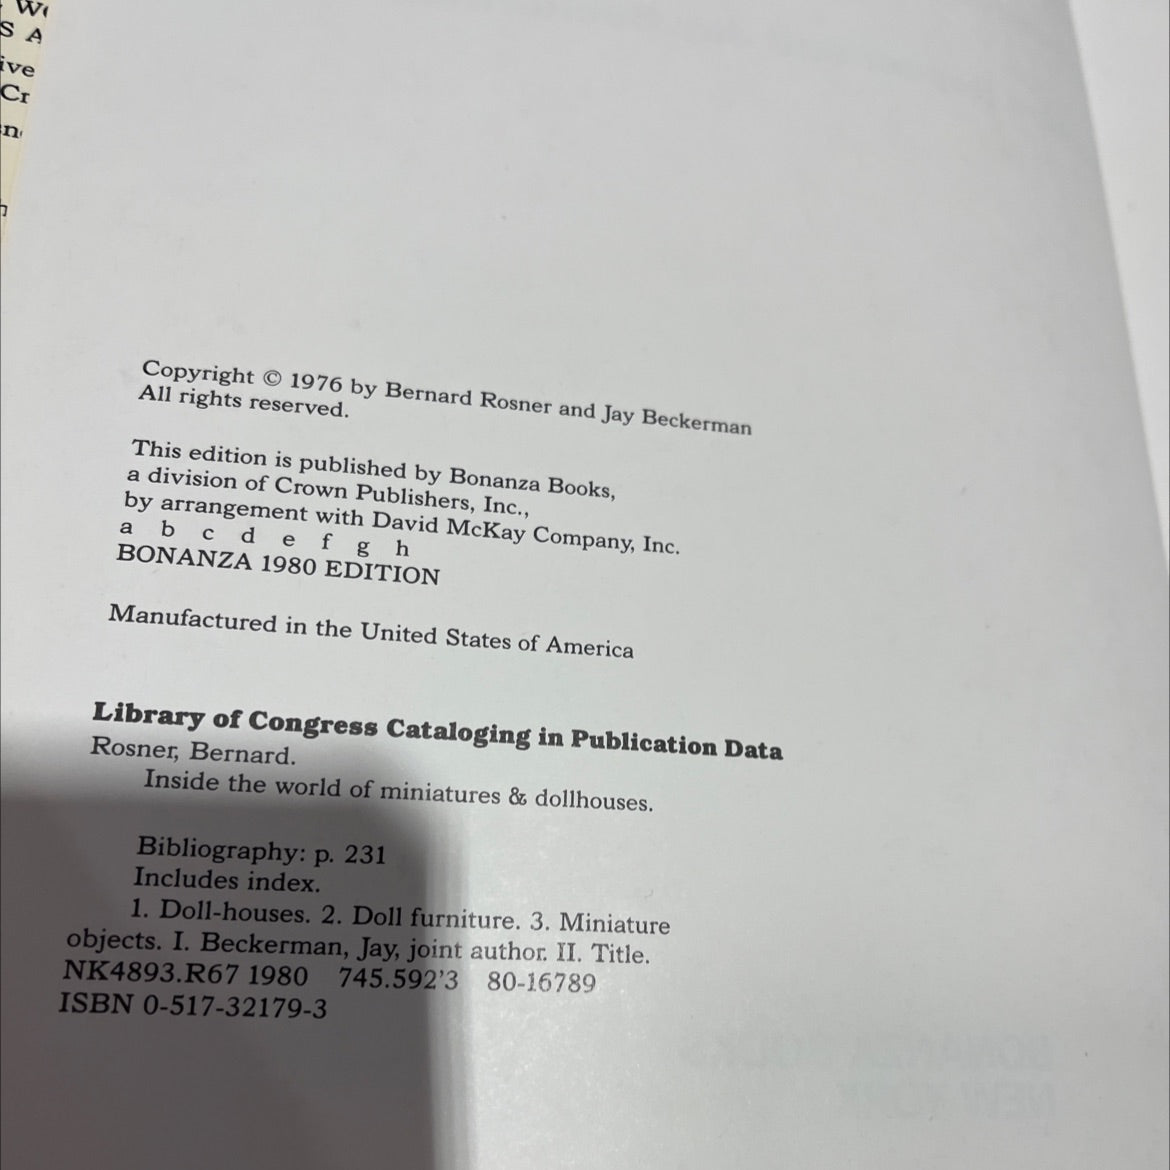 Copyright © 1976 by Bernard Rosner and Jay Beckerman
All rights reserved.
This edition is published by Bonanza Books,
a division of Crown Publishers, Inc.,
by arrangement with David McKay Company, Inc.
a b c d e f g h
BONANZA 1980 EDITION
Manufactured in the United States of America
Library of Congress Cataloging in Publication Data
Rosner, Bernard.
Inside the world of miniatures & dollhouses.
Bibliography: p. 231
Includes index.
1. Doll-houses. 2. Doll furniture. 3. Miniature
objects. I. Beckerman, Jay, joint author. II. Title.
NK4893.R67 1980 745.592'3 80-16789
ISBN 0-517-32179-3